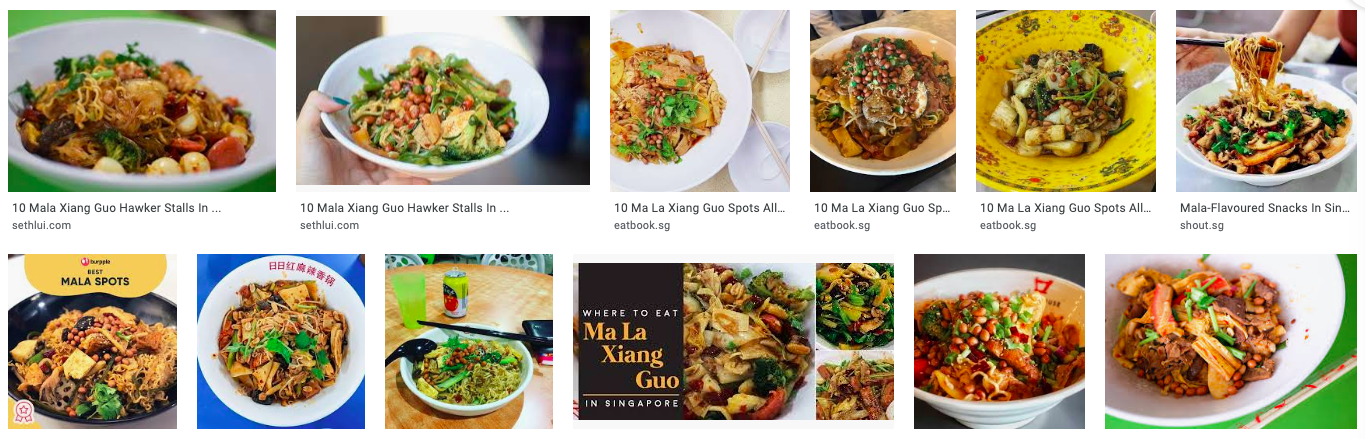 10 Mala Xiang Guo Hawker Stalls In ...
sethlui.com
10 Mala Xiang Guo Hawker Stalls In ...
sethlui.com
10 Ma La Xiang Guo Spots All...
eatbook.sg
10 Ma La Xiang Guo Sp...
eatbook.sg
10 Ma La Xiang Guo Spots All...
eatbook.sg
Mala-Flavoured Snacks In Sin...
shout.sg
burpple
BEST
MALA SPOTS
日日红麻辣香锅
WHERE TO EAT
Ma La
Xiang
Guo
IN SINGAPORE